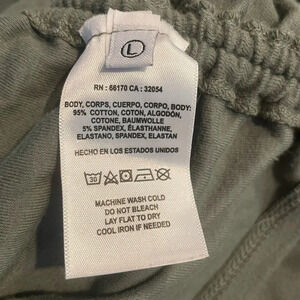 L
RN : 66170 CA : 32054
BODY, CORPS, CUERPO, CORPO, BODY:
95% COTTON, COTON, ALGODÓN,
COTONE, BAUMWOLLE
5% SPANDEX, ÉLASTHANNE,
ELASTANO, SPANDEX, ELASTAN
HECHO EN LOS ESTADOS UNIDOS
30
MACHINE WASH COLD
DO NOT BLEACH
LAY FLAT TO DRY
COOL IRON IF NEEDED